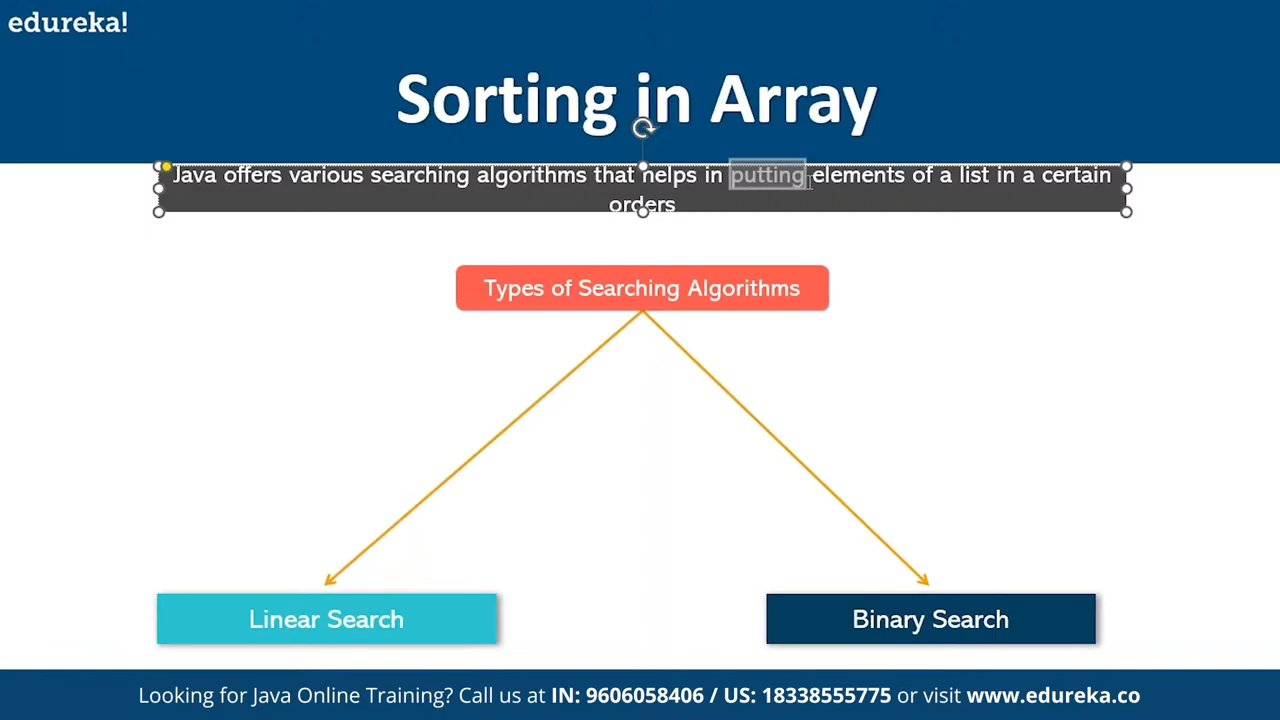 edureka!
Sorting in Array
Java offers various searching algorithms that helps in putting elements of a list in a certain
orders
Types of Searching Algorithms
Linear Search
Binary Search
Looking for Java Online Training? Call us at IN: 9606058406 / US: 18338555775 or visit www.edureka.co